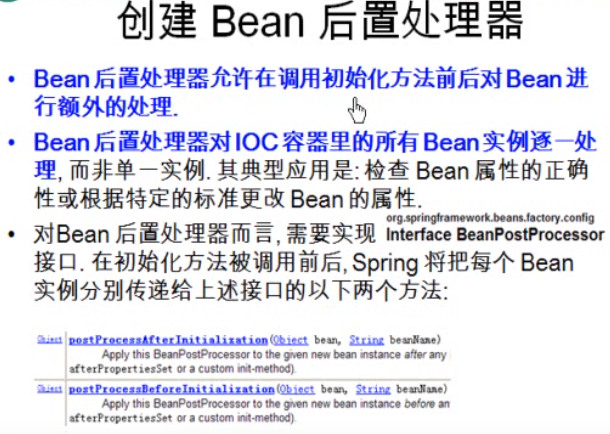 创建 Bean 后置处理器
• Bean 后置处理器允许在调用初始化方法前后对 Bean 进
行额外的处理.
• Bean 后置处理器对 IOC 容器里的所有 Bean 实例逐一处
理, 而非单一实例. 其典型应用是: 检查 Bean 属性的正确
性或根据特定的标准更改 Bean 的属性.
org.springframework.beans.factory.config
• 对Bean 后置处理器而言, 需要实现 Interface BeanPostProcessor
接口. 在初始化方法被调用前后, Spring 将把每个 Bean
实例分别传递给上述接口的以下两个方法:
Object postProcessAfterInitialization(Object bean, String beanName)
Apply this BeanPostProcessor to the given new bean instance after any
afterPropertiesSet or a custom init-method).
Object postProcessBeforeInitialization(Object bean, String beanName)
Apply this BeanPostProcessor to the given new bean instance before an
afterPropertiesSet or a custom init-method).